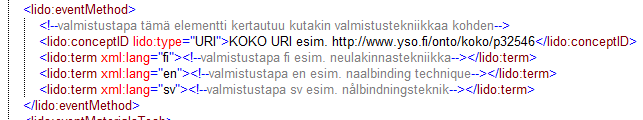 <lido:eventMethod>
<!--valmistustapa tämä elementti kertautuu kutakin valmistustekniikkaa kohden-->
<lido:conceptID lido:type="URI">KOKO URI esim. http://www.yso.fi/onto/koko/p32546</lido:conceptID>
<lido:term xml:lang="fi"><!--valmistustapa fi esim. neulakinnastekniikka--></lido:term>
<lido:term xml:lang="en"><!--valmistustapa en esim. naalbinding technique--></lido:term>
<lido:term xml:lang="sv"><!--valmistustapa sv esim. nålbindningsteknik--></lido:term>
</lido:eventMethod>
<lido:eventMaterialsTech>